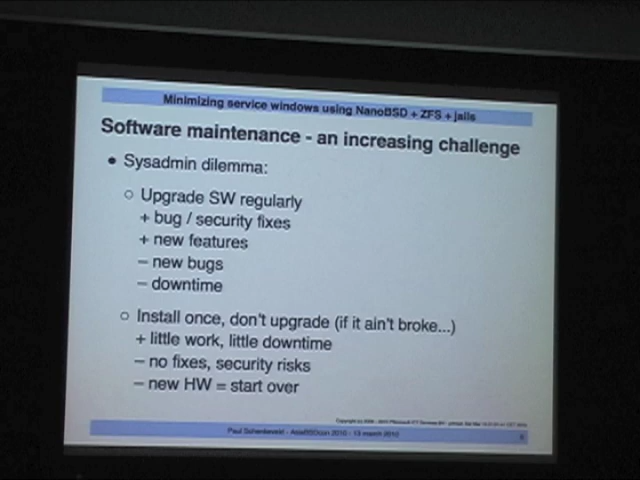 Minimizing service windows using NanoBSD + ZFS + jails
Software maintenance - an increasing challenge
• Sysadmin dilemma:
○ Upgrade SW regularly
+ bug / security fixes
+ new features
– new bugs
– downtime
○ Install once, don't upgrade (if it ain't broke...)
+ little work, little downtime
– no fixes, security risks
– new HW = start over
Paul Schenkeveld - AsiaBSDcon 2010 - 13 march 2010